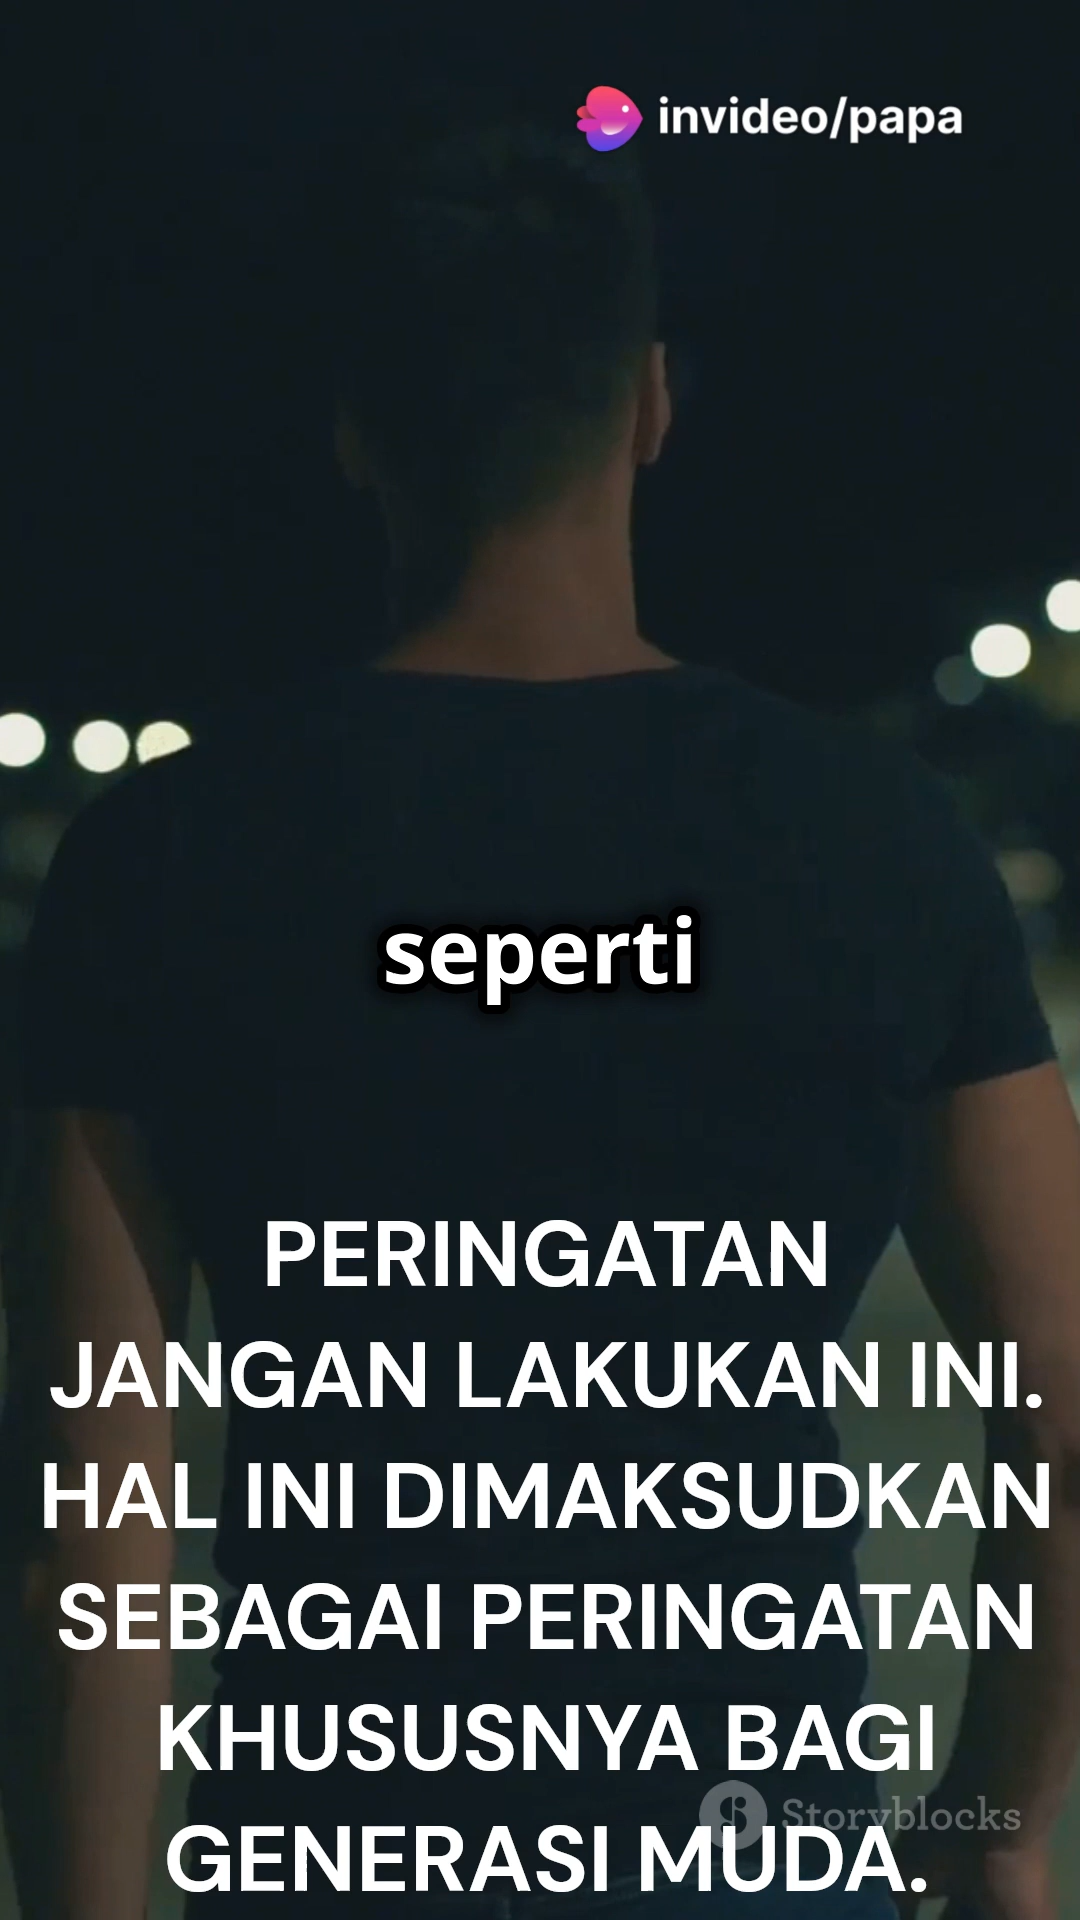 invideo/papa
seperti
PERINGATAN
JANGAN LAKUKAN INI.
HAL INI DIMAKSUDKAN
SEBAGAI PERINGATAN
KHUSUSNYA BAGI
Storyblocks
GENERASI MUDA.